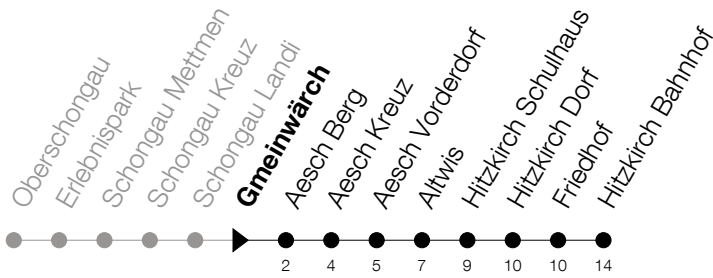 Oberschongau
Erlebnispark
Schongau Mettmen
Schongau Kreuz
Schongau Landi
Gmeinwärch
Aesch Berg
Aesch Kreuz
Aesch Vorderdorf
Altwis
Hitzkirch Schulhaus
Hitzkirch Dorf
Friedhof
Hitzkirch Bahnhof
2 4 5 7 9 10 10 14